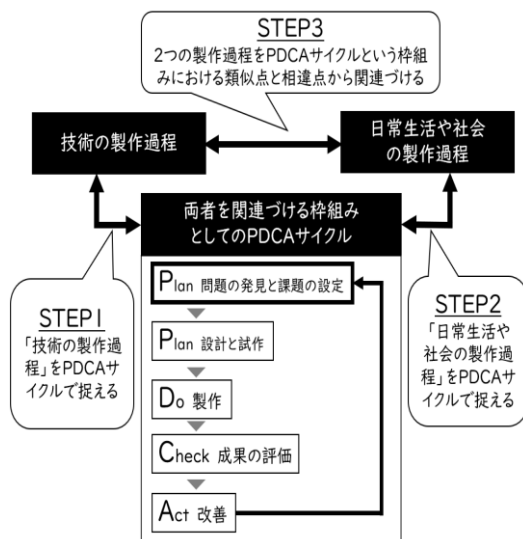 STEP3
2つの製作過程をPDCAサイクルという枠組
みにおける類似点と相違点から関連づける
技術の製作過程
日常生活や社会
の製作過程
両者を関連づける枠組み
としてのPDCAサイクル
STEP1
「技術の製作過
程」をPDCAサ
イクルで捉える
Plan 問題の発見と課題の設定
Plan 設計と試作
Do 製作
Check 成果の評価
Act 改善
STEP2
「日常生活や
社会の製作過
程」をPDCAサ
イクルで捉える